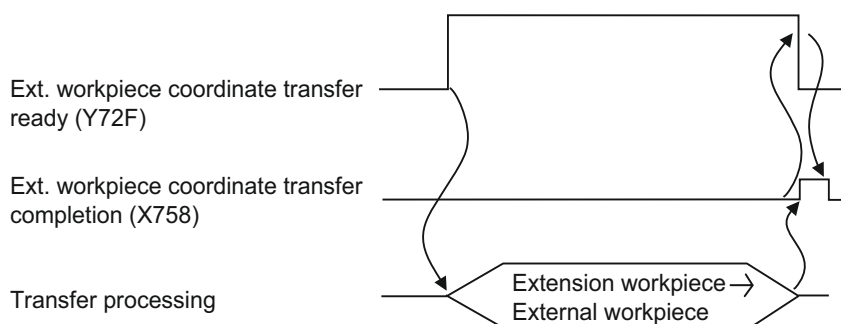 Ext. workpiece coordinate transfer
ready (Y72F)
Ext. workpiece coordinate transfer
completion (X758)
Transfer processing
Extension workpiece →
External workpiece